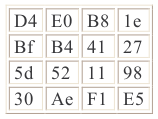 D4 E0 B8 1e
Bf B4 41 27
5d 52 11 98
30 Ae F1 E5